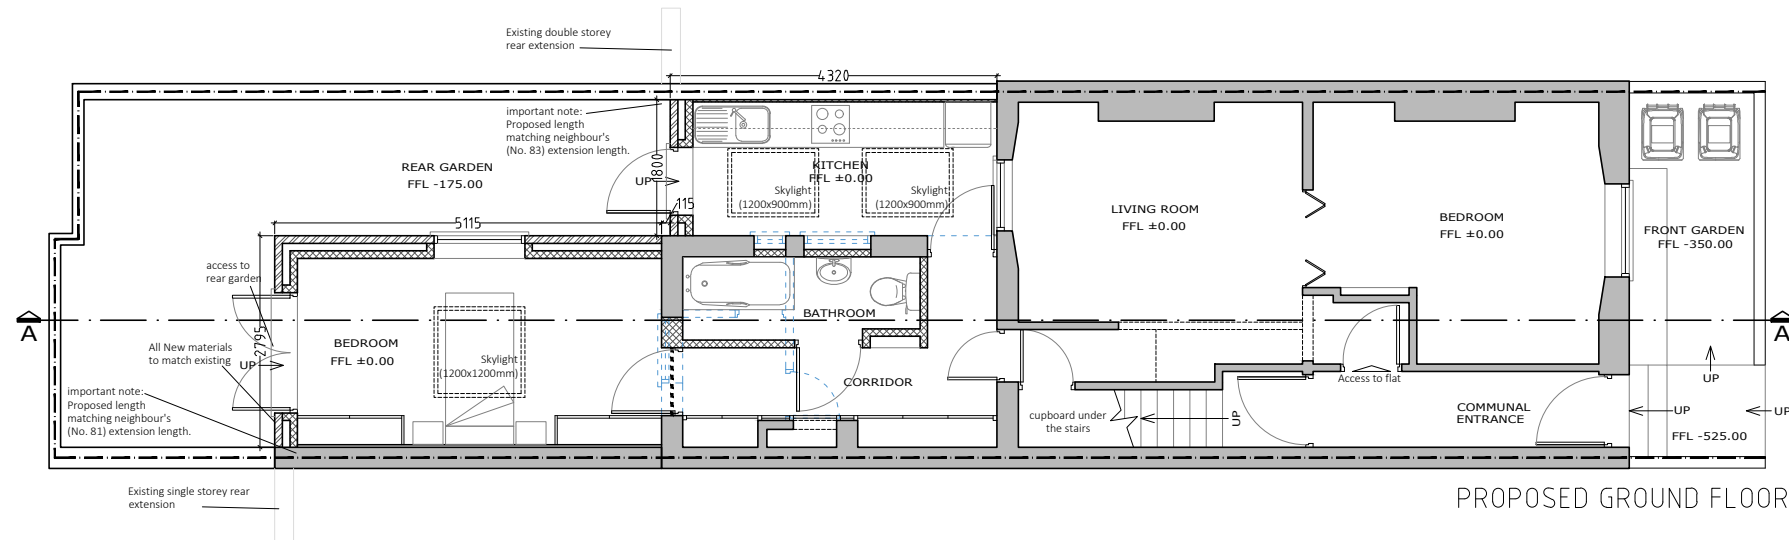 Existing double storey
rear extension
4320
important note:
Proposed length
matching neighbour's
(No. 83) extension length.
REAR GARDEN
FFL -175.00
UP
1800
KITCHEN
FFL ±0.00
Skylight
(1200x900mm)
Skylight
(1200x900mm)
115
5115
LIVING ROOM
FFL ±0.00
BEDROOM
FFL ±0.00
FRONT GARDEN
FFL -350.00
access to
rear garden
A
A
BATHROOM
All New materials
to match existing
2795
UP
BEDROOM
FFL ±0.00
Skylight
(1200x1200mm)
CORRIDOR
Access to flat
UP
important note:
Proposed length
matching neighbour's
(No. 81) extension length.
cupboard under
the stairs
UP
COMMUNAL
ENTRANCE
UP
UP
FFL -525.00
Existing single storey rear
extension
PROPOSED GROUND FLOOR